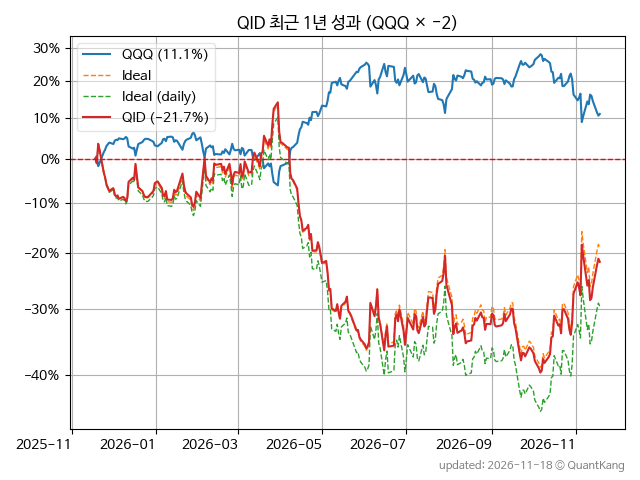 QID 최근 1년 성과 (QQQ × −2)
QQQ (11.1%)
Ideal
Ideal (daily)
QID (−21.7%)
30%
20%
10%
0%
−10%
−20%
−30%
−40%
2025-11 2026-01 2026-03 2026-05 2026-07 2026-09 2026-11
updated: 2026-11-18 © QuantKang